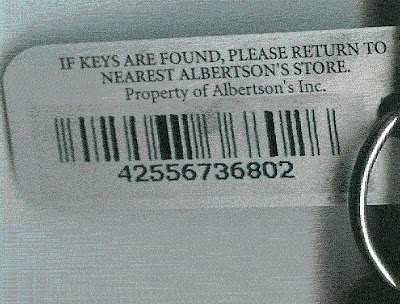 IF KEYS ARE FOUND, PLEASE RETURN TO
NEAREST ALBERTSON'S STORE.
Property of Albertson's Inc.
42556736802